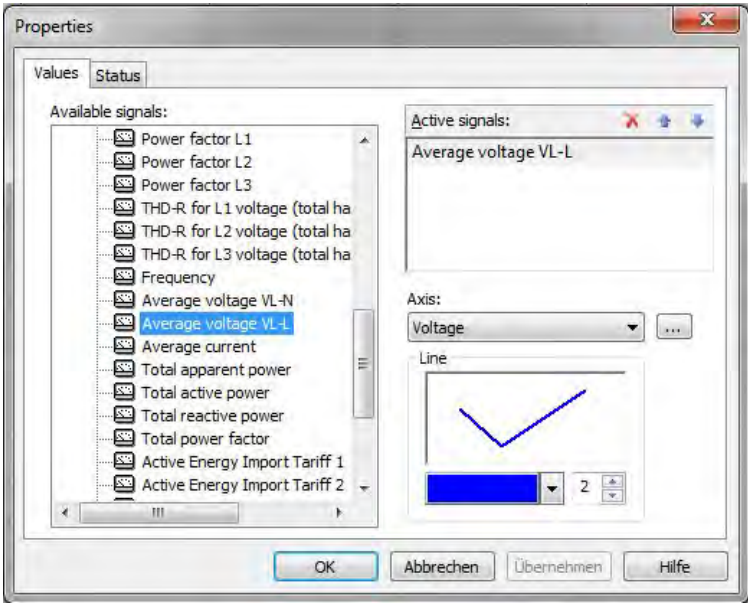 Properties
Values
Status
Available signals:
Power factor L1
Power factor L2
Power factor L3
THD-R for L1 voltage (total ha
THD-R for L2 voltage (total ha
THD-R for L3 voltage (total ha
Frequency
Average voltage VL-N
Average voltage VL-L
Average current
Total apparent power
Total active power
Total reactive power
Total power factor
Active Energy Import Tariff 1
Active Energy Import Tariff 2
Active signals:
Average voltage VL-L
Axis:
Voltage
...
Line
2
OK
Abbrechen
Übernehmen
Hilfe